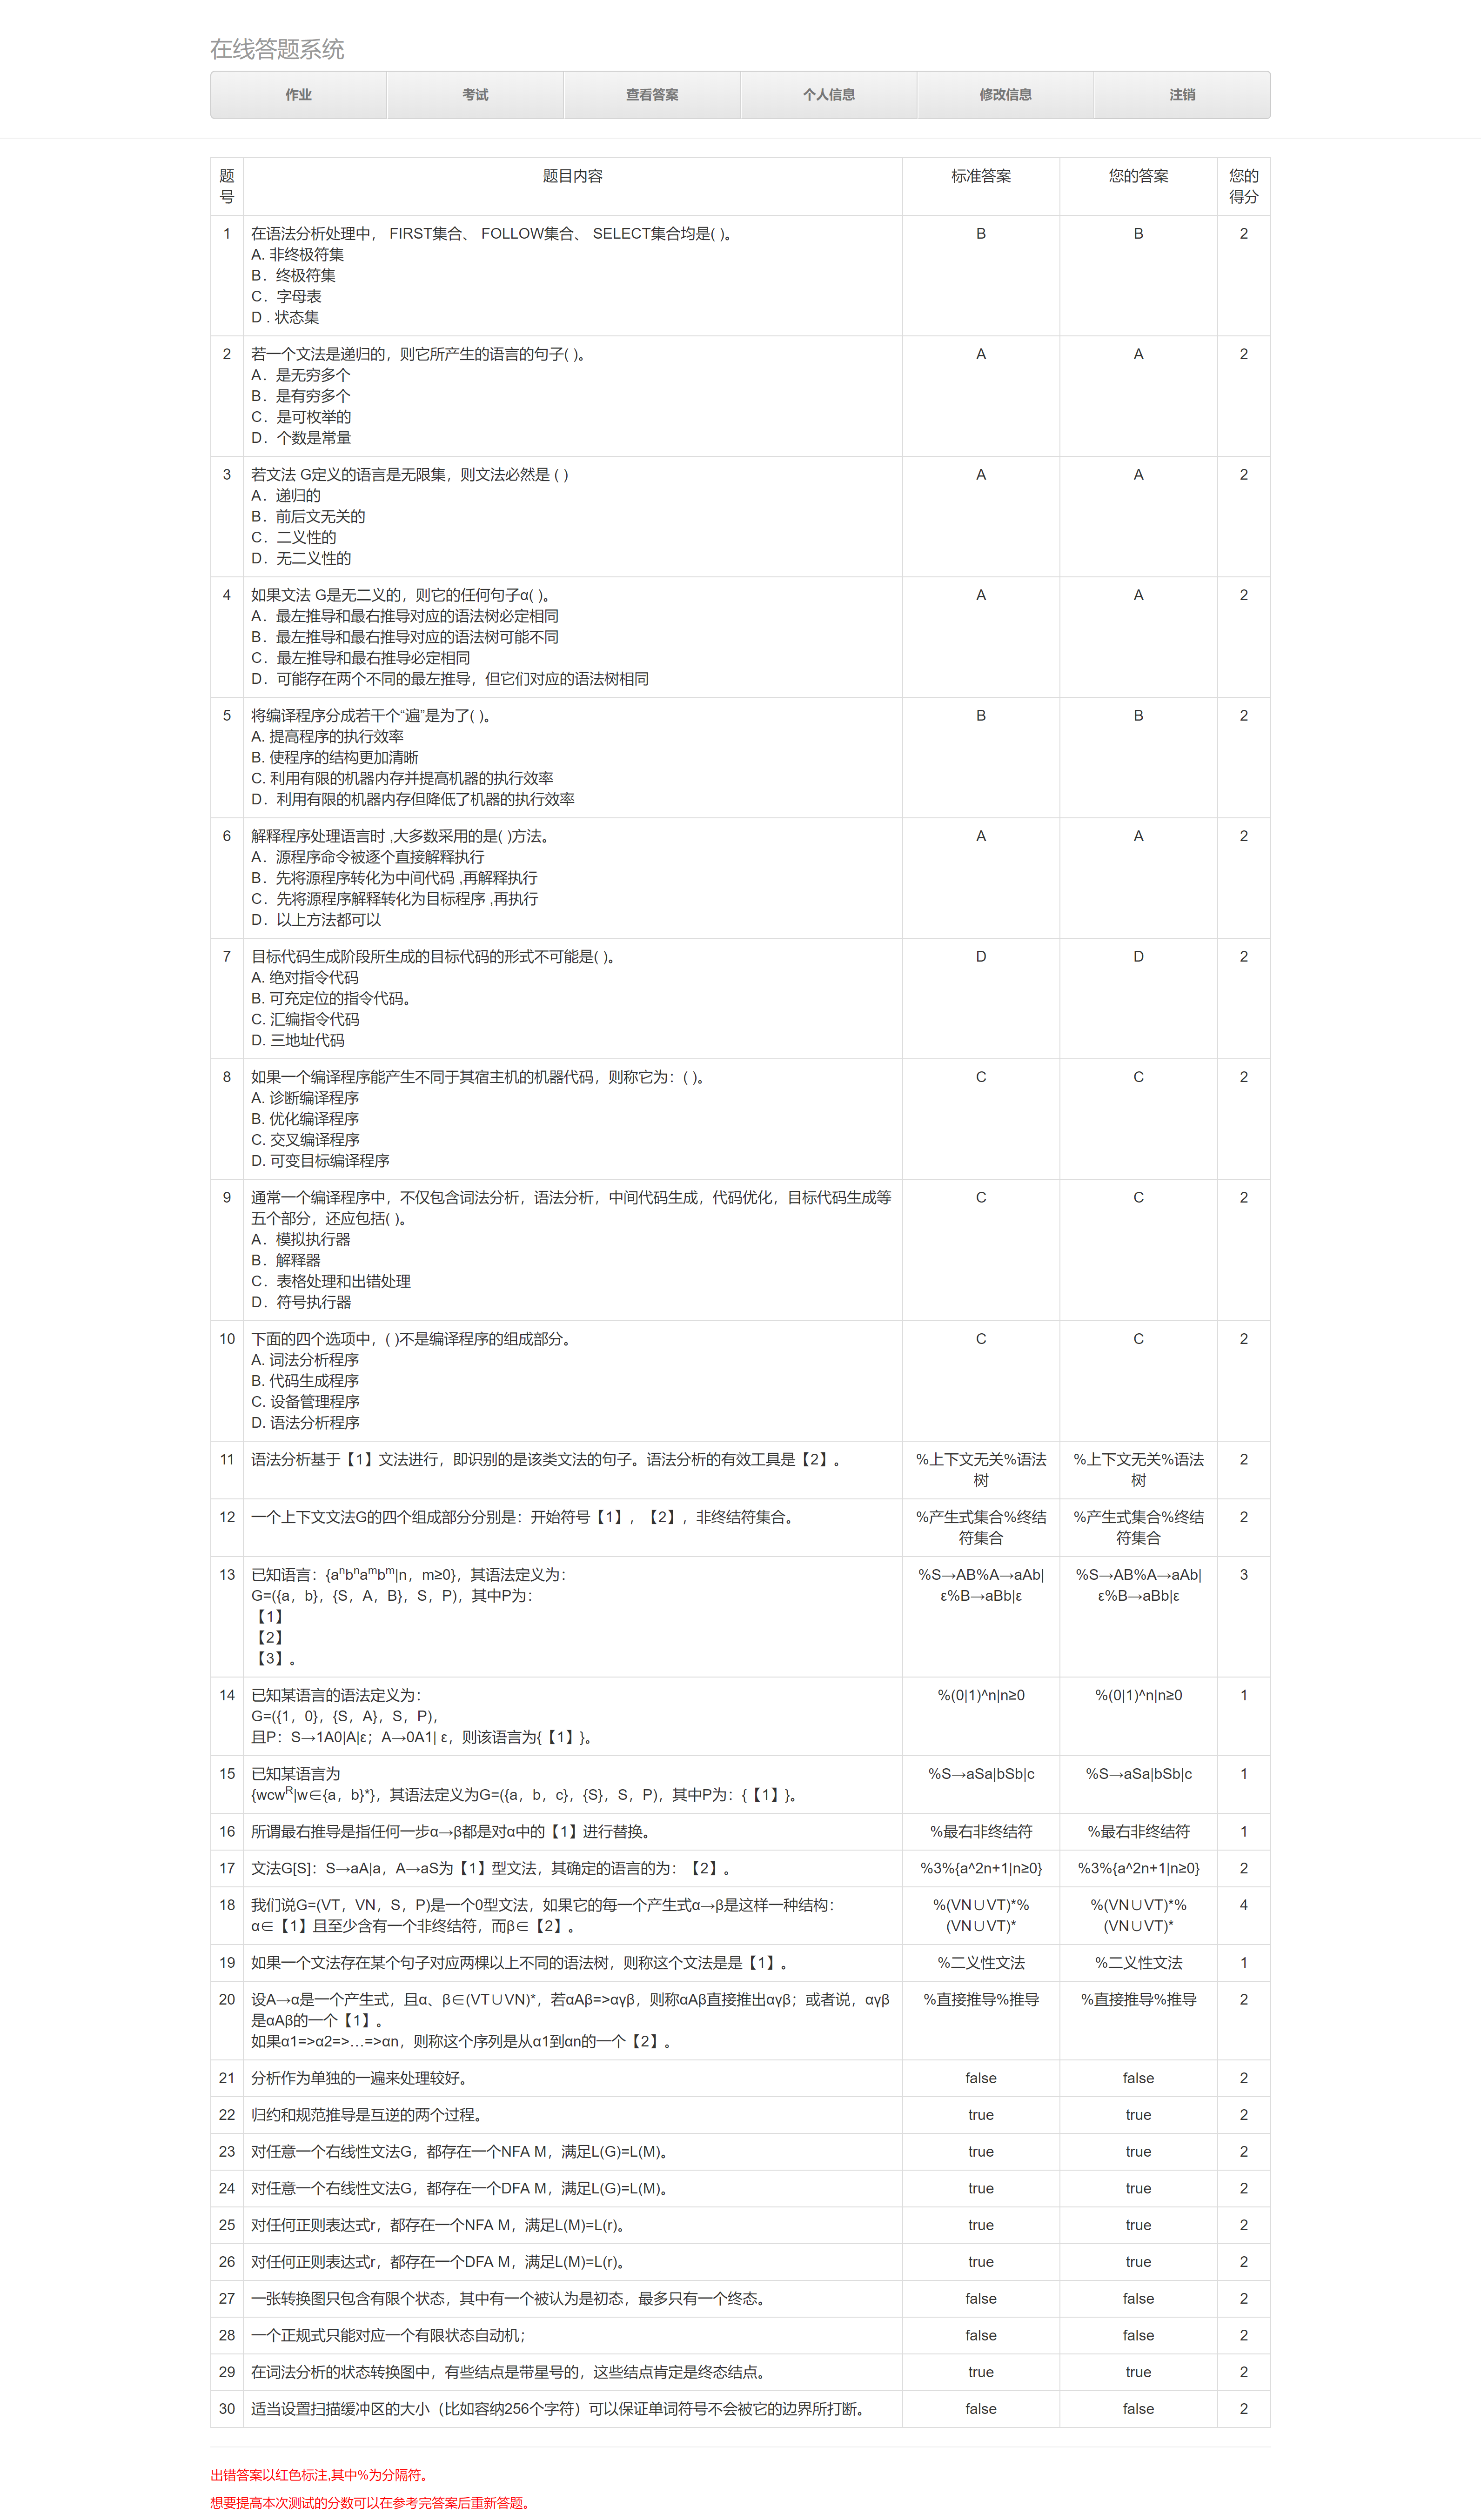 在线答题系统
作业 考试 查看答案 个人信息 修改信息 注销
题号 题目内容 标准答案 您的答案 您的得分
1 在语法分析处理中， FIRST集合、 FOLLOW集合、 SELECT集合均是( )。 B B 2
A. 非终极符集
B．终极符集
C．字母表
D . 状态集
2 若一个文法是递归的，则它所产生的语言的句子( )。 A A 2
A．是无穷多个
B．是有穷多个
C．是可枚举的
D．个数是常量
3 若文法 G定义的语言是无限集，则文法必然是 ( ) A A 2
A．递归的
B．前后文无关的
C．二义性的
D．无二义性的
4 如果文法 G是无二义的，则它的任何句子α( )。 A A 2
A．最左推导和最右推导对应的语法树必定相同
B．最左推导和最右推导对应的语法树可能不同
C．最左推导和最右推导必定相同
D．可能存在两个不同的最左推导，但它们对应的语法树相同
5 将编译程序分成若干个“遍”是为了( )。 B B 2
A. 提高程序的执行效率
B. 使程序的结构更加清晰
C. 利用有限的机器内存并提高机器的执行效率
D．利用有限的机器内存但降低了机器的执行效率
6 解释程序处理语言时 ,大多数采用的是( )方法。 A A 2
A．源程序命令被逐个直接解释执行
B．先将源程序转化为中间代码 ,再解释执行
C．先将源程序解释转化为目标程序 ,再执行
D．以上方法都可以
7 目标代码生成阶段所生成的目标代码的形式不可能是( )。 D D 2
A. 绝对指令代码
B. 可充定位的指令代码。
C. 汇编指令代码
D. 三地址代码
8 如果一个编译程序能产生不同于其宿主机的机器代码，则称它为：( )。 C C 2
A. 诊断编译程序
B. 优化编译程序
C. 交叉编译程序
D. 可变目标编译程序
9 通常一个编译程序中，不仅包含词法分析，语法分析，中间代码生成，代码优化，目标代码生成等 C C 2
五个部分，还应包括( )。
A．模拟执行器
B．解释器
C．表格处理和出错处理
D．符号执行器
10 下面的四个选项中，( )不是编译程序的组成部分。 C C 2
A. 词法分析程序
B. 代码生成程序
C. 设备管理程序
D. 语法分析程序
11 语法分析基于【1】文法进行，即识别的是该类文法的句子。语法分析的有效工具是【2】。 %上下文无关%语法树 %上下文无关%语法树 2
12 一个上下文文法G的四个组成部分分别是：开始符号【1】，【2】，非终结符集合。 %产生式集合%终结符集合 %产生式集合%终结符集合 2
13 已知语言：{aⁿbⁿaᵐbᵐ|n，m≥0}，其语法定义为： %S→AB%A→aAb|ε%B→aBb|ε %S→AB%A→aAb|ε%B→aBb|ε 3
G=({a，b}，{S，A，B}，S，P)，其中P为：
【1】
【2】
【3】。
14 已知某语言的语法定义为： %(0|1)^n|n≥0 %(0|1)^n|n≥0 1
G=({1，0}，{S，A}，S，P)，
且P：S→1A0|A|ε；A→0A1| ε，则该语言为{【1】}。
15 已知某语言为 %S→aSa|bSb|c %S→aSa|bSb|c 1
{wcwᴿ|w∈{a，b}*}，其语法定义为G=({a，b，c}，{S}，S，P)，其中P为：{【1】}。
16 所谓最右推导是指任何一步α→β都是对α中的【1】进行替换。 %最右非终结符 %最右非终结符 1
17 文法G[S]：S→aA|a，A→aS为【1】型文法，其确定的语言的为：【2】。 %3%{a^2n+1|n≥0} %3%{a^2n+1|n≥0} 2
18 我们说G=(VT，VN，S，P)是一个0型文法，如果它的每一个产生式α→β是这样一种结构： %(VN∪VT)*%(VN∪VT)* %(VN∪VT)*%(VN∪VT)* 4
α∈【1】且至少含有一个非终结符，而β∈【2】。
19 如果一个文法存在某个句子对应两棵以上不同的语法树，则称这个文法是是【1】。 %二义性文法 %二义性文法 1
20 设A→α是一个产生式，且α、β∈(VT∪VN)*，若αAβ=>αγβ，则称αAβ直接推出αγβ；或者说，αγβ %直接推导%推导 %直接推导%推导 2
是αAβ的一个【1】。
如果α1=>α2=>…=>αn，则称这个序列是从α1到αn的一个【2】。
21 分析作为单独的一遍来处理较好。 false false 2
22 归约和规范推导是互逆的两个过程。 true true 2
23 对任意一个右线性文法G，都存在一个NFA M，满足L(G)=L(M)。 true true 2
24 对任意一个右线性文法G，都存在一个DFA M，满足L(G)=L(M)。 true true 2
25 对任何正则表达式r，都存在一个NFA M，满足L(M)=L(r)。 true true 2
26 对任何正则表达式r，都存在一个DFA M，满足L(M)=L(r)。 true true 2
27 一张转换图只包含有限个状态，其中有一个被认为是初态，最多只有一个终态。 false false 2
28 一个正规式只能对应一个有限状态自动机； false false 2
29 在词法分析的状态转换图中，有些结点是带星号的，这些结点肯定是终态结点。 true true 2
30 适当设置扫描缓冲区的大小（比如容纳256个字符）可以保证单词符号不会被它的边界所打断。 false false 2
出错答案以红色标注,其中%为分隔符。
想要提高本次测试的分数可以在参考完答案后重新答题。